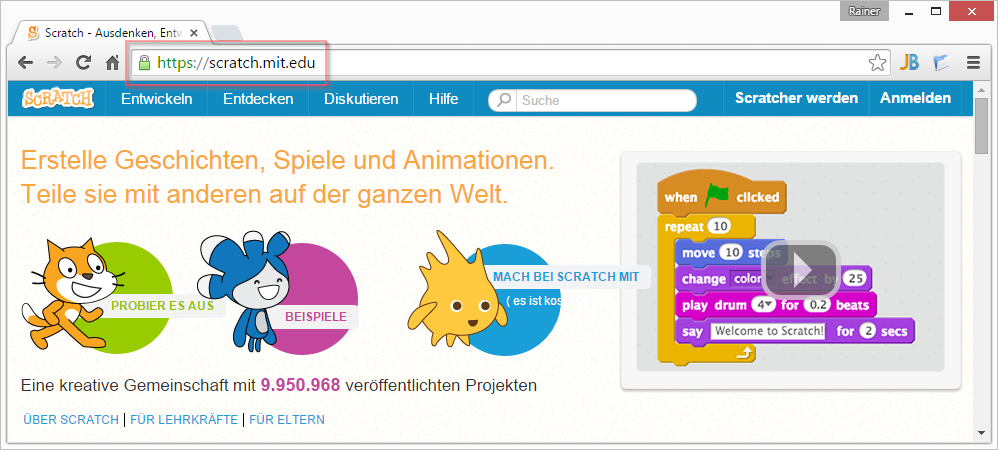 Rainer
Scratch - Ausdenken, Entw
https://scratch.mit.edu
JB
SCRATCH
Entwickeln
Entdecken
Diskutieren
Hilfe
Suche
Scratcher werden
Anmelden
Erstelle Geschichten, Spiele und Animationen.
Teile sie mit anderen auf der ganzen Welt.
PROBIER ES AUS
BEISPIELE
MACH BEI SCRATCH MIT
( es ist kos
when clicked
repeat 10
move 10 steps
change color effect by 25
play drum 4 for 0.2 beats
say Welcome to Scratch! for 2 secs
Eine kreative Gemeinschaft mit 9.950.968 veröffentlichten Projekten
ÜBER SCRATCH | FÜR LEHRKRÄFTE | FÜR ELTERN